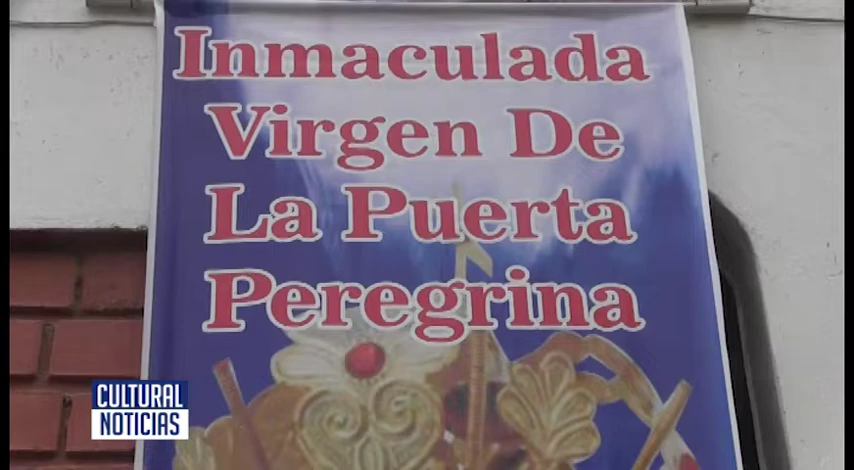 Inmaculada
Virgen De
La Puerta
Peregrina
CULTURAL
NOTICIAS